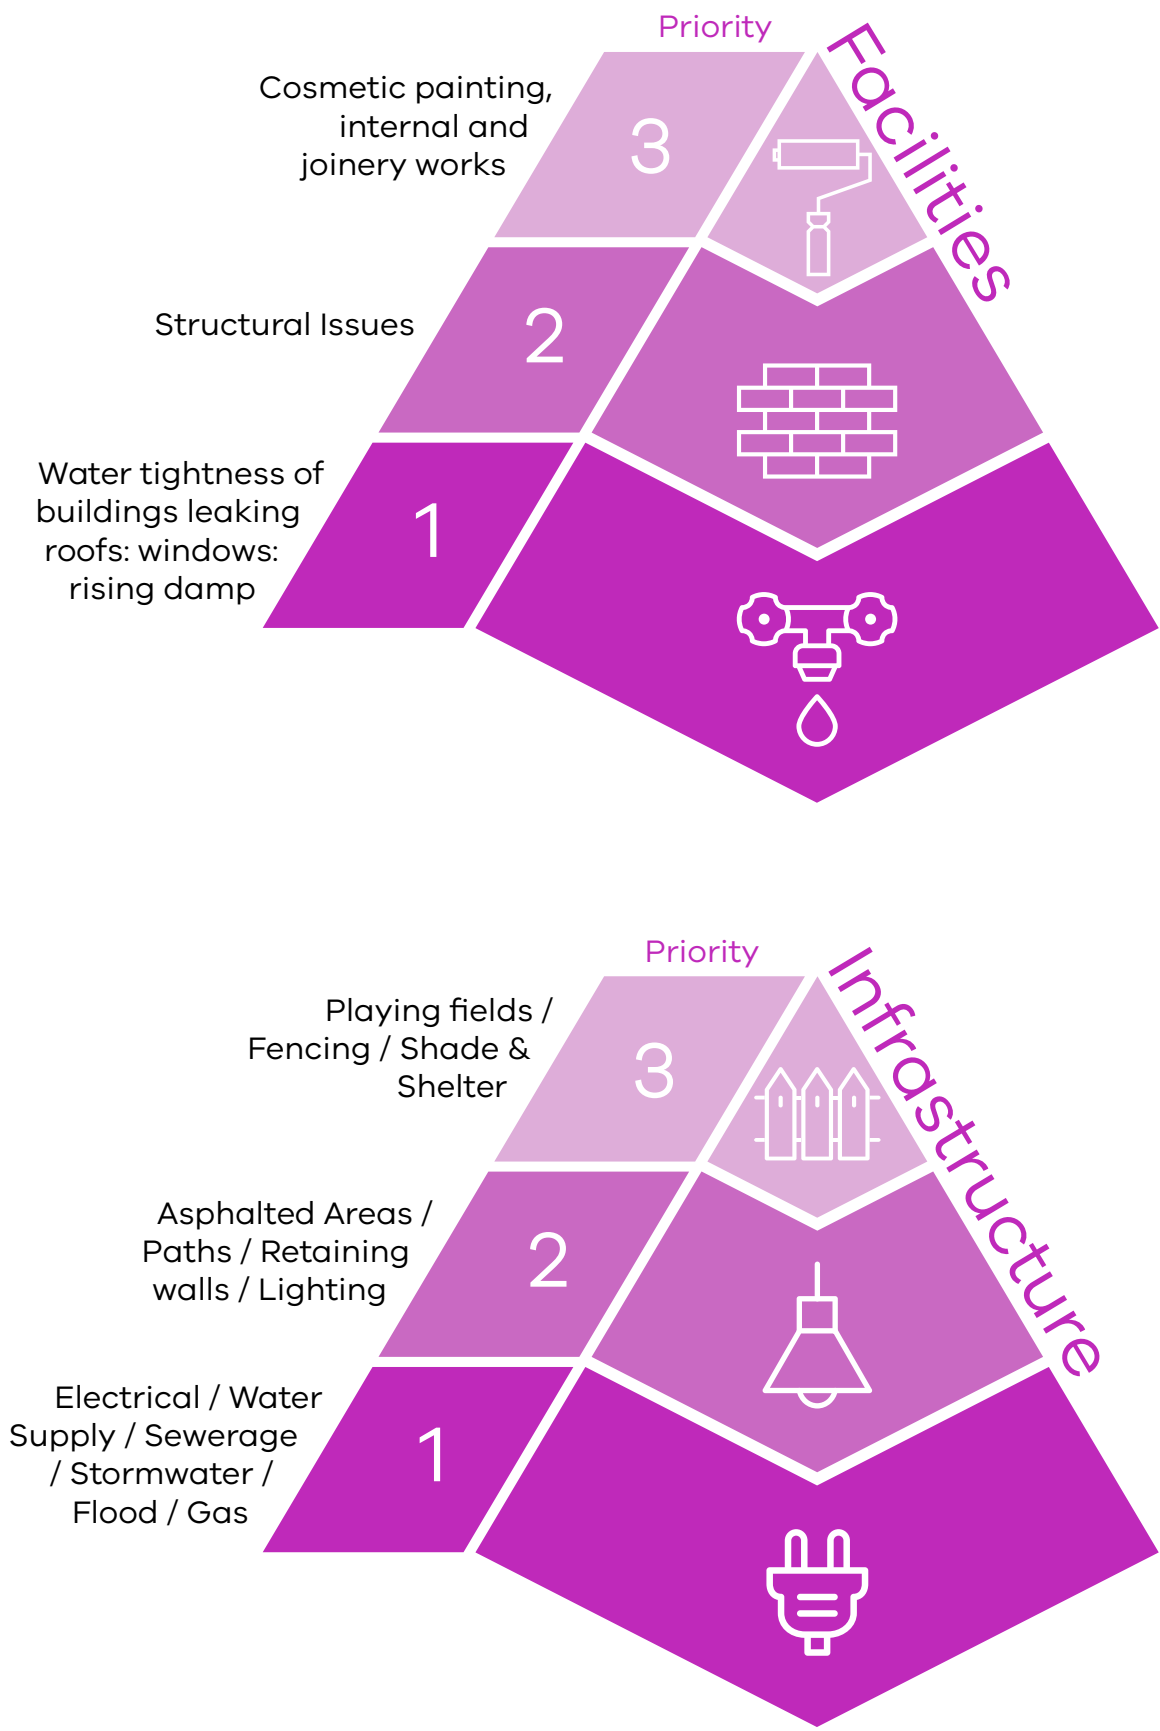 Priority
Facilities
Cosmetic painting,
internal and
joinery works
3
Structural Issues
2
Water tightness of
buildings leaking
roofs: windows:
rising damp
1
Priority
Infrastructure
Playing fields /
Fencing / Shade &
Shelter
3
Asphalted Areas /
Paths / Retaining
walls / Lighting
2
Electrical / Water
Supply / Sewerage
/ Stormwater /
Flood / Gas
1